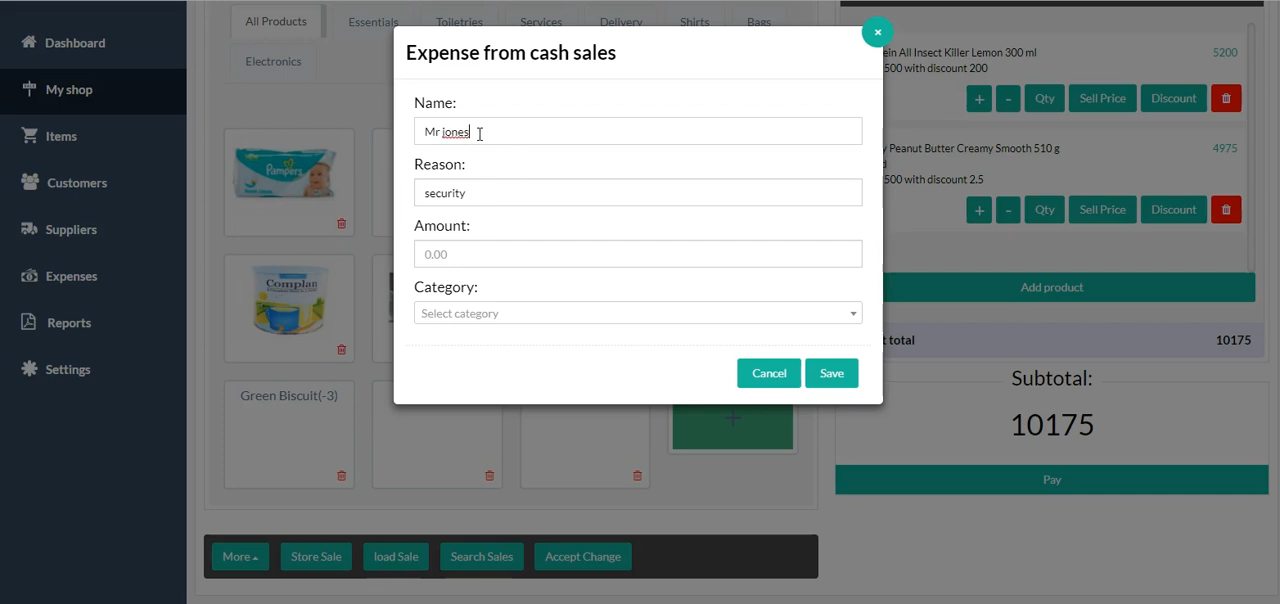 Dashboard
My shop
Items
Customers
Suppliers
Expenses
Reports
Settings
All Products
Essentials
Toiletries
Services
Delivery
Shirts
Bags
Electronics
Pampers
Complan
Green Biscuit(-3)
Expense from cash sales
×
Name:
Mr jones
Reason:
security
Amount:
0.00
Category:
Select category
Cancel
Save
All Insect Killer Lemon 300 ml
5200
500 with discount 200
+
-
Qty
Sell Price
Discount
Peanut Butter Creamy Smooth 510 g
4975
500 with discount 2.5
+
-
Qty
Sell Price
Discount
Add product
total
10175
Subtotal:
10175
Pay
+
More
Store Sale
load Sale
Search Sales
Accept Change